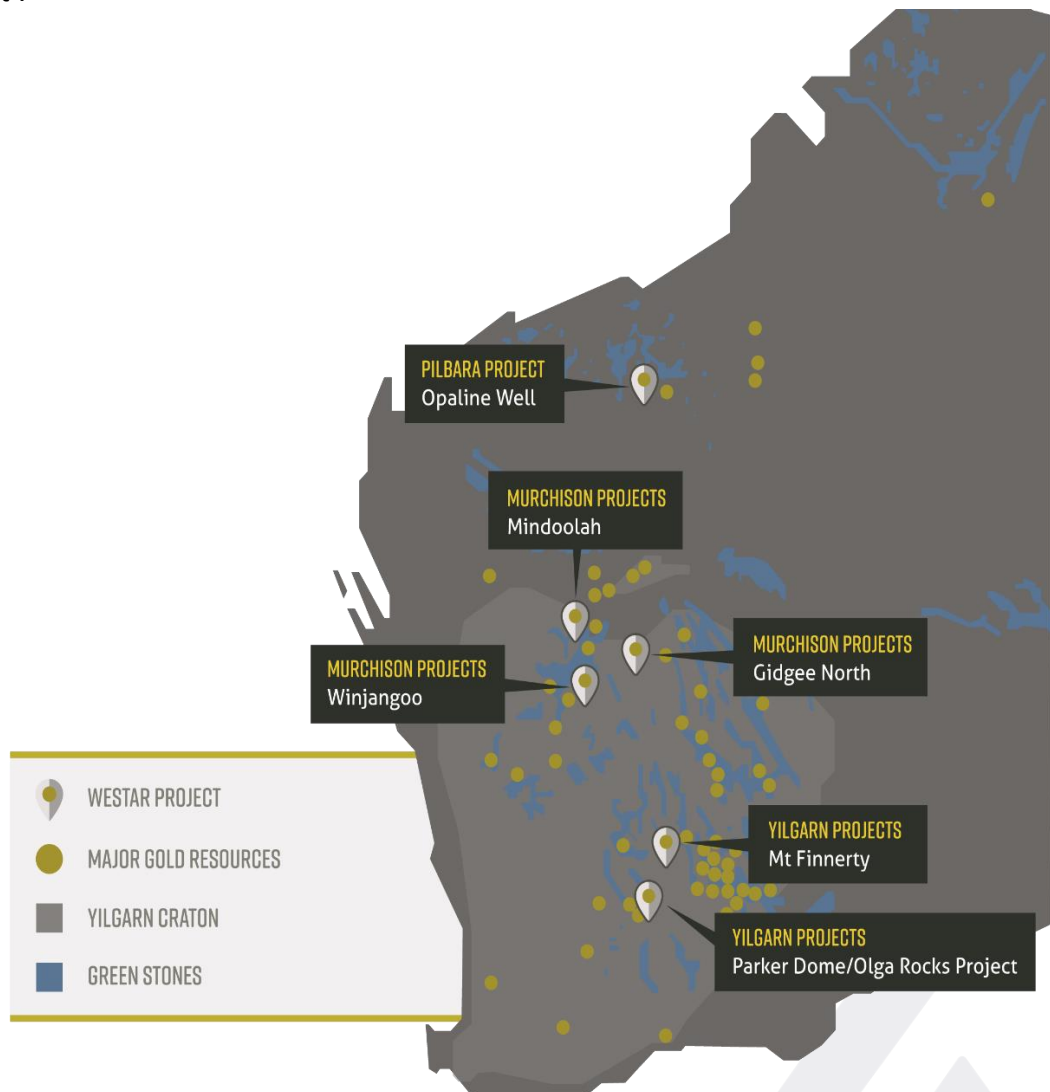 PILBARA PROJECT
Opaline Well
MURCHISON PROJECTS
Mindoolah
MURCHISON PROJECTS
Gidgee North
MURCHISON PROJECTS
Winjangoo
WESTAR PROJECT
MAJOR GOLD RESOURCES
YILGARN CRATON
GREEN STONES
YILGARN PROJECTS
Mt Finnerty
YILGARN PROJECTS
Parker Dome/Olga Rocks Project